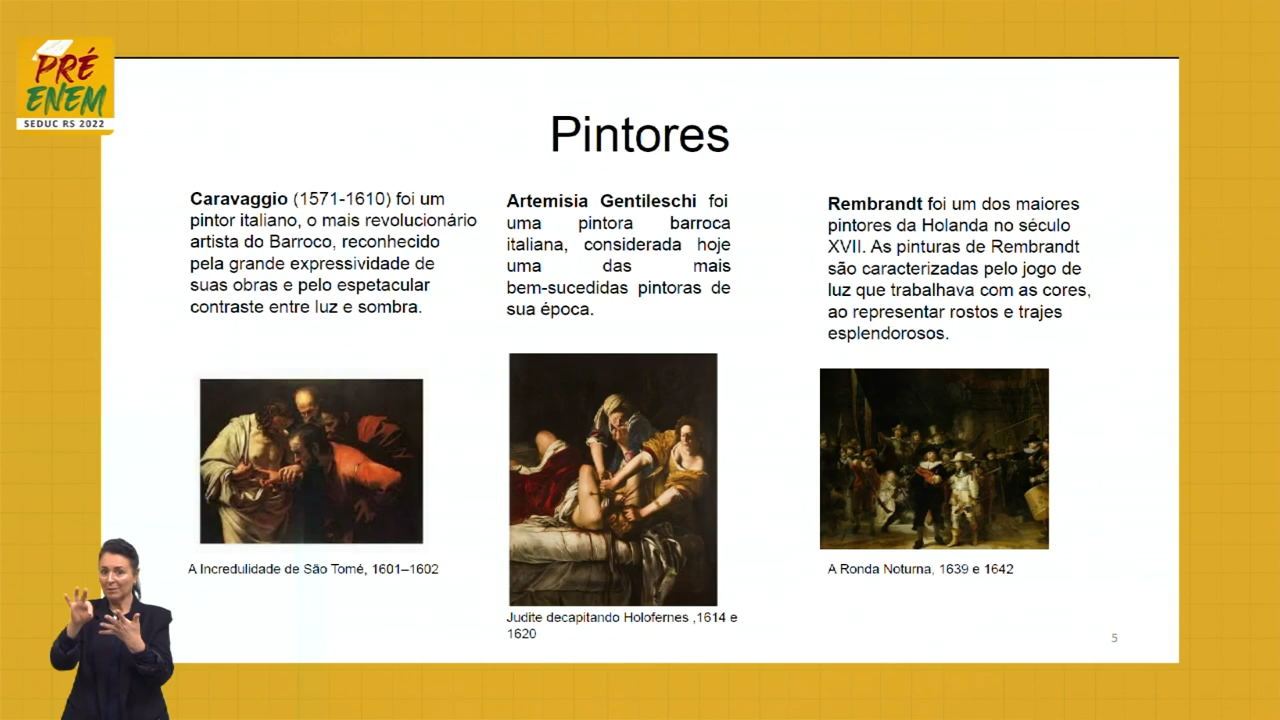 PRÉ
ENEM
SEDUC RS 2022
Pintores
Caravaggio (1571-1610) foi um
pintor italiano, o mais revolucionário
artista do Barroco, reconhecido
pela grande expressividade de
suas obras e pelo espetacular
contraste entre luz e sombra.
Artemisia Gentileschi foi
uma pintora barroca
italiana, considerada hoje
uma das mais
bem-sucedidas pintoras de
sua época.
Rembrandt foi um dos maiores
pintores da Holanda no século
XVII. As pinturas de Rembrandt
são caracterizadas pelo jogo de
luz que trabalhava com as cores,
ao representar rostos e trajes
esplendorosos.
A Incredulidade de São Tomé, 1601–1602
Judite decapitando Holofernes ,1614 e
1620
A Ronda Noturna, 1639 e 1642
5